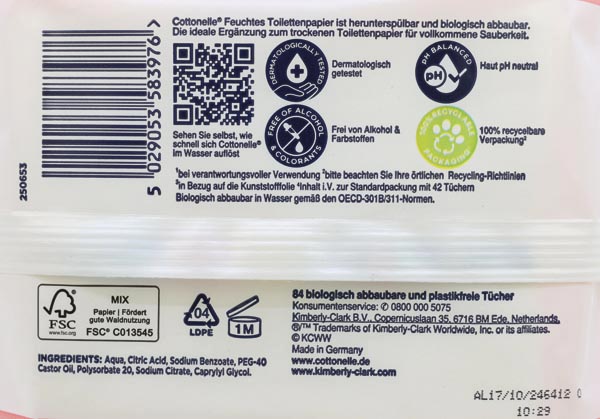 Cottonelle® Feuchtes Toilettenpapier ist herunterspülbar und biologisch abbaubar.
Die ideale Ergänzung zum trockenen Toilettenpapier für vollkommene Sauberkeit.
5 029053 583976 >
250653
Sehen Sie selbst, wie
schnell sich Cottonelle®
im Wasser auflöst
DERMATOLOGICALLY TESTED
Dermatologisch
getestet
PH BALANCED
pH
Haut pH neutral
FREE OF ALCOHOL
& COLORANTS
Frei von Alkohol &
Farbstoffen
100% RECYCLABLE
PACKAGING
100% recycelbare
Verpackung²
¹bei verantwortungsvoller Verwendung ²bitte beachten Sie Ihre örtlichen Recycling-Richtlinien
³in Bezug auf die Kunststofffolie ⁴Inhalt i.V. zur Standardpackung mit 42 Tüchern
Biologisch abbaubar in Wasser gemäß den OECD-301B/311-Normen.
FSC
www.fsc.org
MIX
Papier | Fördert
gute Waldnutzung
FSC® C013545
04
LDPE
1M
INGREDIENTS: Aqua, Citric Acid, Sodium Benzoate, PEG-40
Castor Oil, Polysorbate 20, Sodium Citrate, Caprylyl Glycol.
84 biologisch abbaubare und plastikfreie Tücher
Konsumentenservice: ✆ 0800 000 5075
Kimberly-Clark B.V., Copernicuslaan 35, 6716 BM Ede, Netherlands.
®/™ Trademarks of Kimberly-Clark Worldwide, Inc. or its affiliates.
© KCWW
Made in Germany
www.cottonelle.de
www.kimberly-clark.com
AL17/10/246412 0
10:29